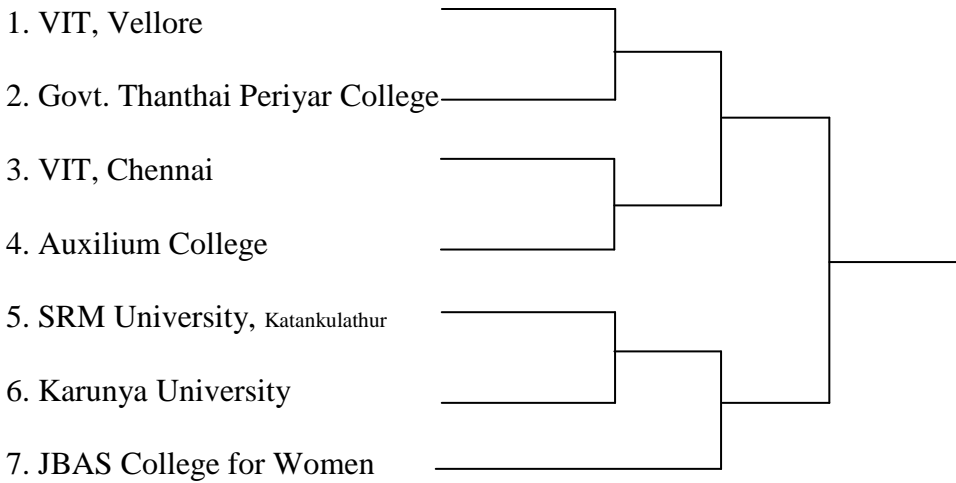 1. VIT, Vellore
2. Govt. Thanthai Periyar College
3. VIT, Chennai
4. Auxilium College
5. SRM University, Katankulathur
6. Karunya University
7. JBAS College for Women